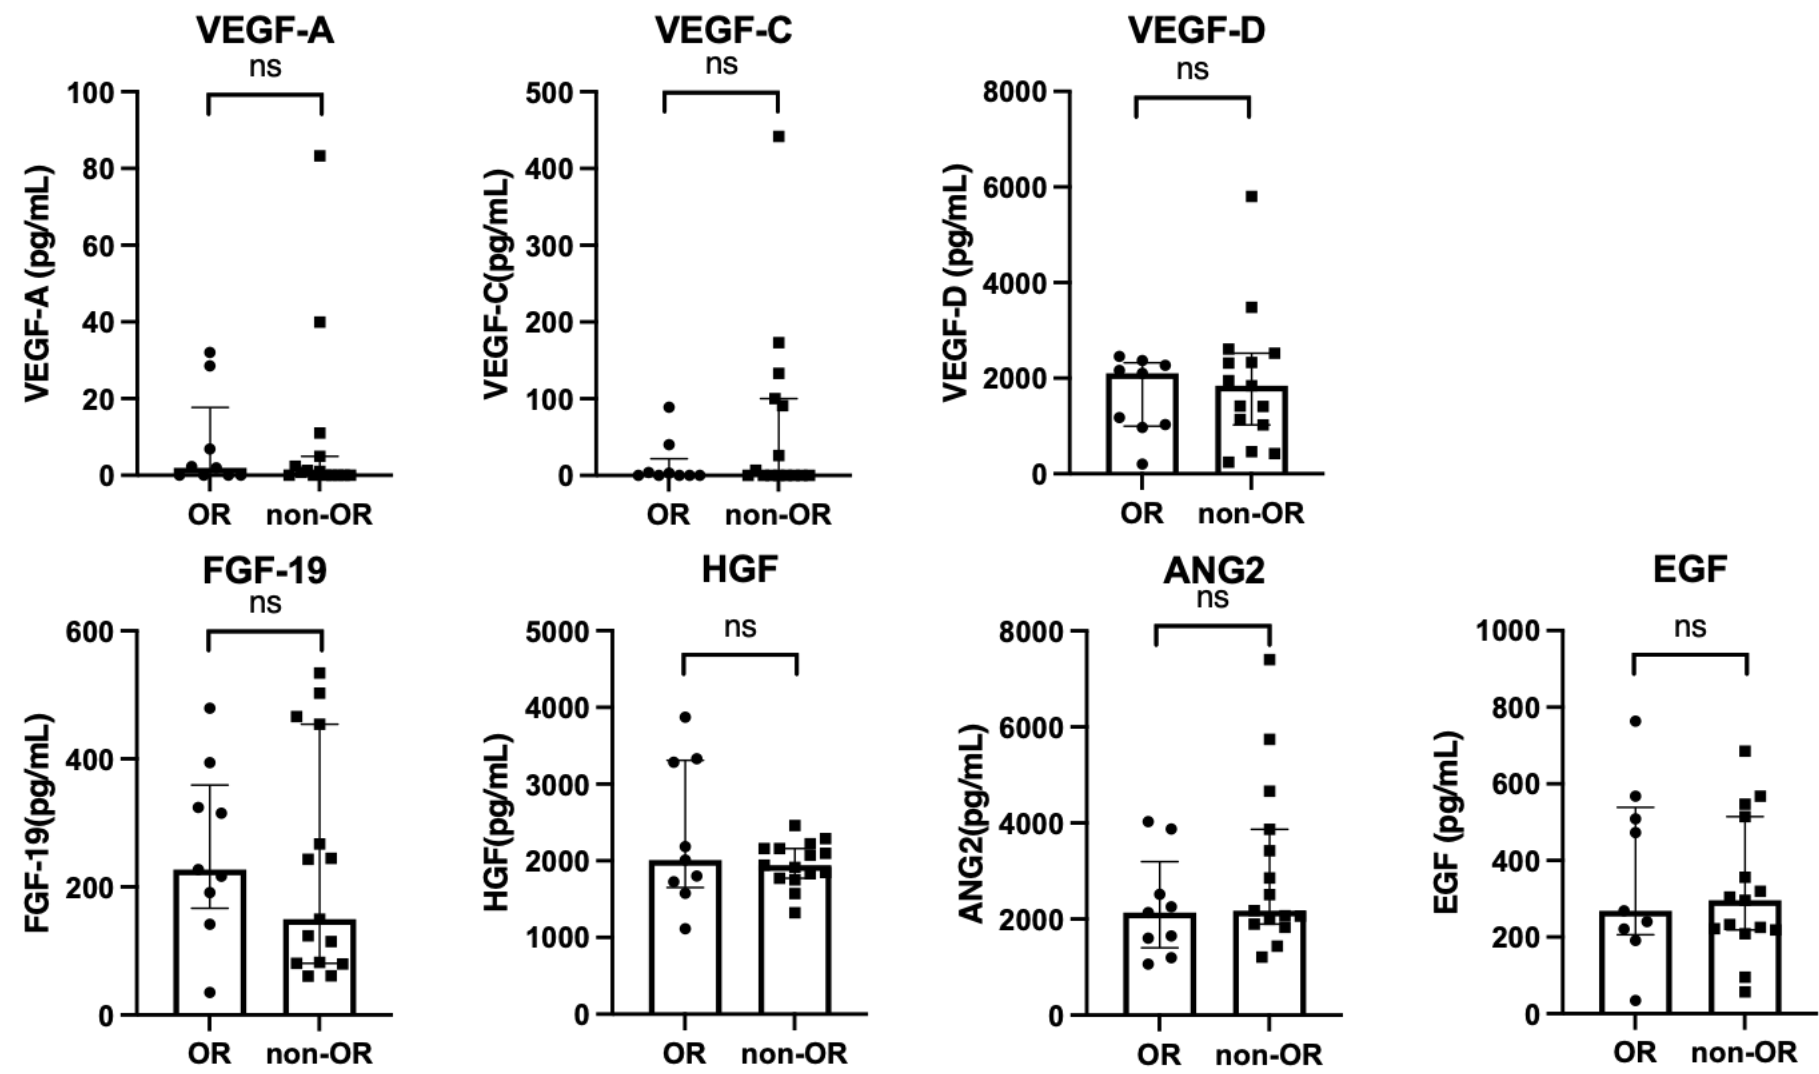 VEGF-A
ns
VEGF-A (pg/mL)
100
80
60
40
20
0
OR non-OR
VEGF-C
ns
VEGF-C(pg/mL)
500
400
300
200
100
0
OR non-OR
VEGF-D
ns
VEGF-D (pg/mL)
8000
6000
4000
2000
0
OR non-OR
FGF-19
ns
FGF-19(pg/mL)
600
400
200
0
OR non-OR
HGF
ns
HGF(pg/mL)
5000
4000
3000
2000
1000
0
OR non-OR
ANG2
ns
ANG2(pg/mL)
8000
6000
4000
2000
0
OR non-OR
EGF
ns
EGF (pg/mL)
1000
800
600
400
200
0
OR non-OR